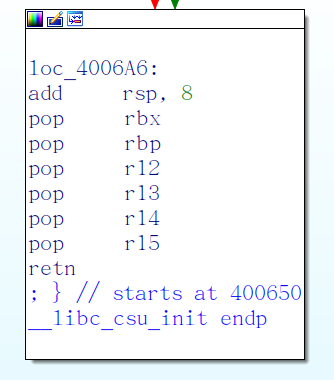 loc_4006A6:
add rsp, 8
pop rbx
pop rbp
pop r12
pop r13
pop r14
pop r15
retn
; } // starts at 400650
__libc_csu_init endp